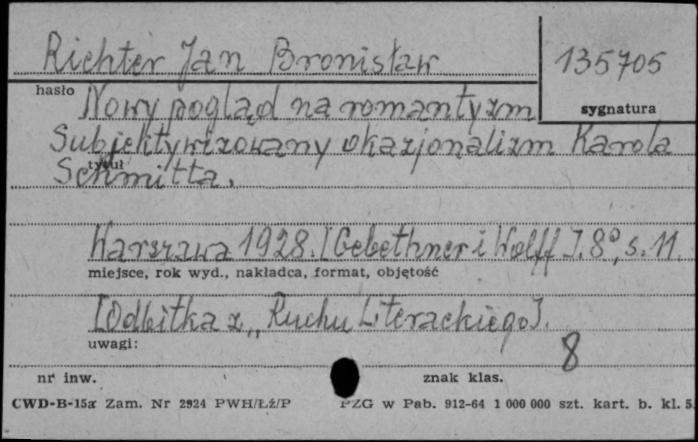 Richter Jan Bronisław
135705
hasło
sygnatura
Nowy pogląd na romantyzm
Subjektywizowany okazjonalizm Karola
tytuł
Schmitta.
Warszawa 1928. [Gebethner i Wolff]. 8°, s. 11.
miejsce, rok wyd., nakładca, format, objętość
[Odbitka z „Ruchu Literackiego].
uwagi:
8
nr inw.
znak klas.
CWD-B-15a Zam. Nr 2924 PWH/Łź/P
PZG w Pab. 912-64 1 000 000 szt. kart. b. kl. 5